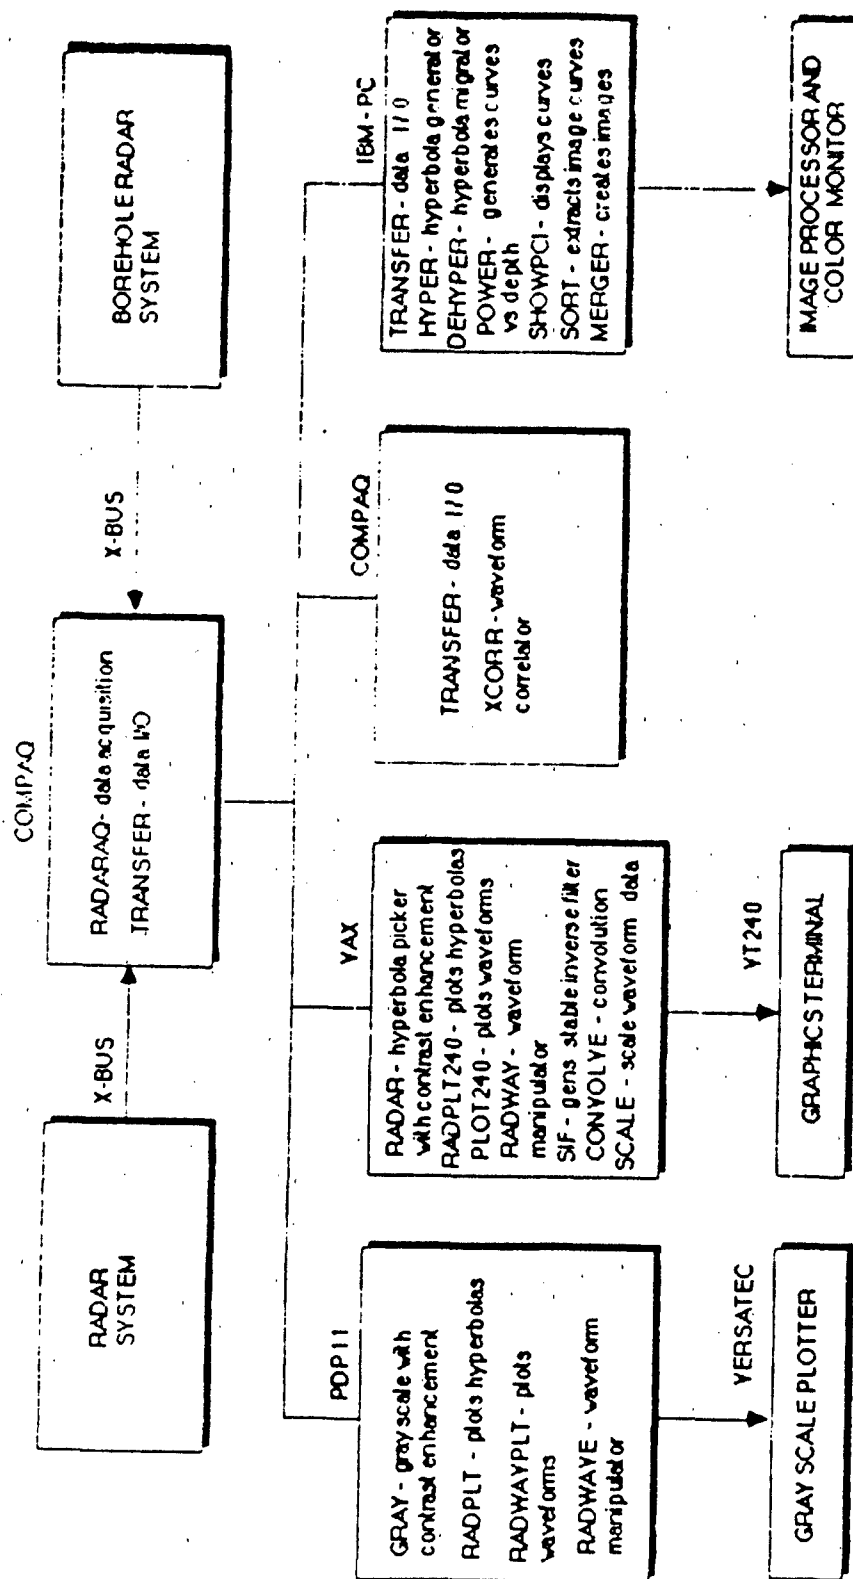 COMPAQ
RADAR
SYSTEM
X-BUS
RADARAQ - data acquisition
TRANSFER - data I/O
X-BUS
BOREHOLE RADAR
SYSTEM
PDP11
GRAY - gray scale with
contrast enhancement
RADPLT - plots hyperbolas
RADWAYPLT - plots
waveforms
RADWAYE - waveform
manipulator
VERSATEC
GRAY SCALE PLOTTER
YAX
RADAR - hyperbola picker
with contrast enhancement
RADPLT240 - plots hyperbolas
PLOT240 - plots waveforms
RADWAY - waveform
manipulator
SIF - gens stable inverse filter
CONVOLYE - convolution
SCALE - scale waveform data
YT240
GRAPHICS TERMINAL
COMPAQ
TRANSFER - data I/O
XCORR - waveform
correlator
IBM-PC
TRANSFER - data I/O
HYPER - hyperbola generator
DEHYPER - hyperbola migrator
POWER - generates curves
vs depth
SHOWPCI - displays curves
SORT - extracts image curves
MERGER - creates images
IMAGE PROCESSOR AND
COLOR MONITOR